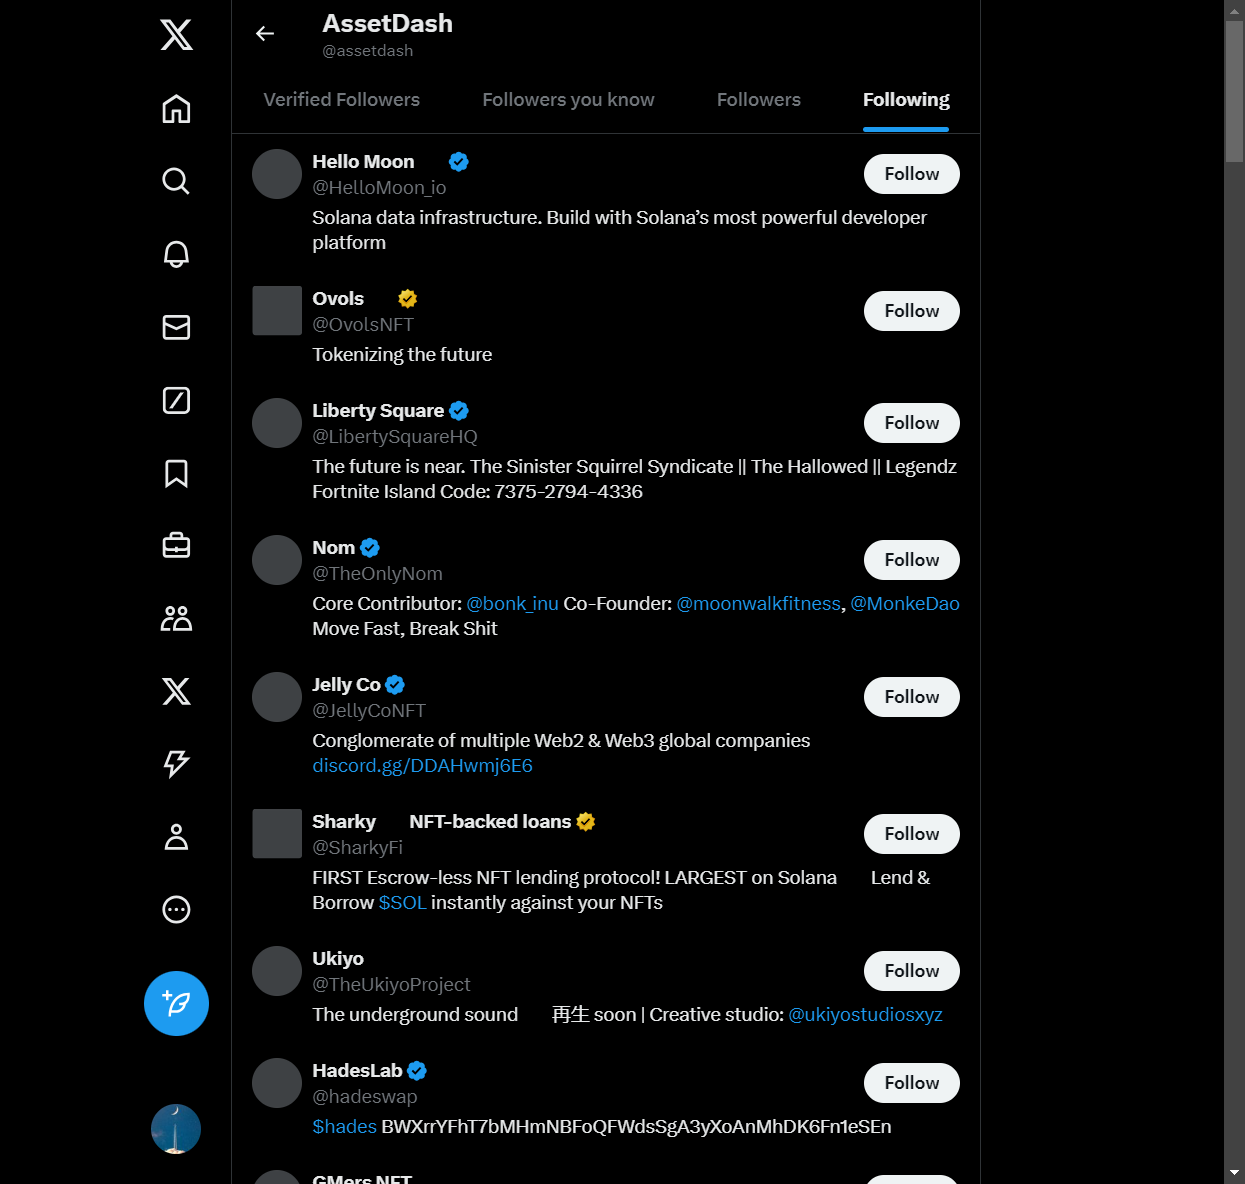 AssetDash
@assetdash
Verified Followers Followers you know Followers Following
Hello Moon
@HelloMoon_io
Follow
Solana data infrastructure. Build with Solana’s most powerful developer
platform
Ovols
@OvolsNFT
Follow
Tokenizing the future
Liberty Square
@LibertySquareHQ
Follow
The future is near. The Sinister Squirrel Syndicate || The Hallowed || Legendz
Fortnite Island Code: 7375-2794-4336
Nom
@TheOnlyNom
Follow
Core Contributor: @bonk_inu Co-Founder: @moonwalkfitness, @MonkeDao
Move Fast, Break Shit
Jelly Co
@JellyCoNFT
Follow
Conglomerate of multiple Web2 & Web3 global companies
discord.gg/DDAHwmj6E6
Sharky NFT-backed loans
@SharkyFi
Follow
FIRST Escrow-less NFT lending protocol! LARGEST on Solana Lend &
Borrow $SOL instantly against your NFTs
Ukiyo
@TheUkiyoProject
Follow
The underground sound 再生 soon | Creative studio: @ukiyostudiosxyz
HadesLab
@hadeswap
Follow
$hades BWXrrYFhT7bMHmNBFoQFWdsSgA3yXoAnMhDK6Fn1eSEn
GMers NFT